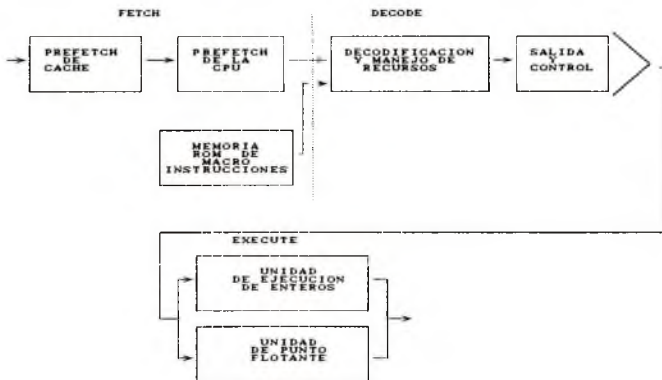 FETCH
DECODE
PREFETCH
DE
CACHE
PREFETCH
DE LA
CPU
DECODIFICACION
Y MANEJO DE
RECURSOS
SALIDA
Y
CONTROL
MEMORIA
ROM DE
MACRO
INSTRUCCIONES
EXECUTE
UNIDAD
DE EJECUCION
DE ENTEROS
UNIDAD
DE PUNTO
FLOTANTE